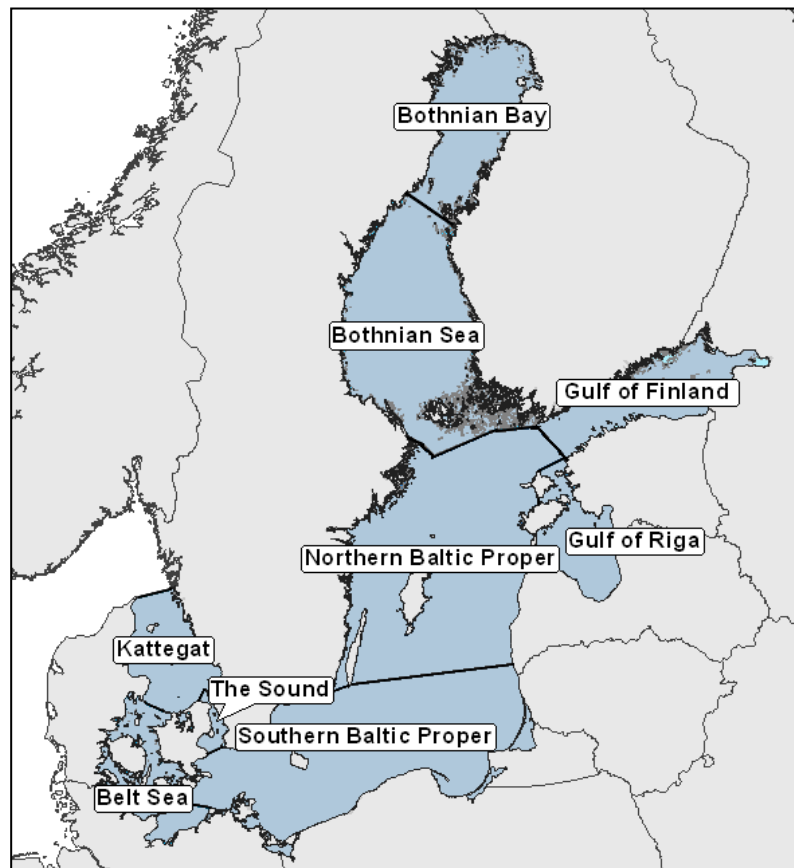 Bothnian Bay
Bothnian Sea
Gulf of Finland
Gulf of Riga
Northern Baltic Proper
Kattegat
The Sound
Southern Baltic Proper
Belt Sea